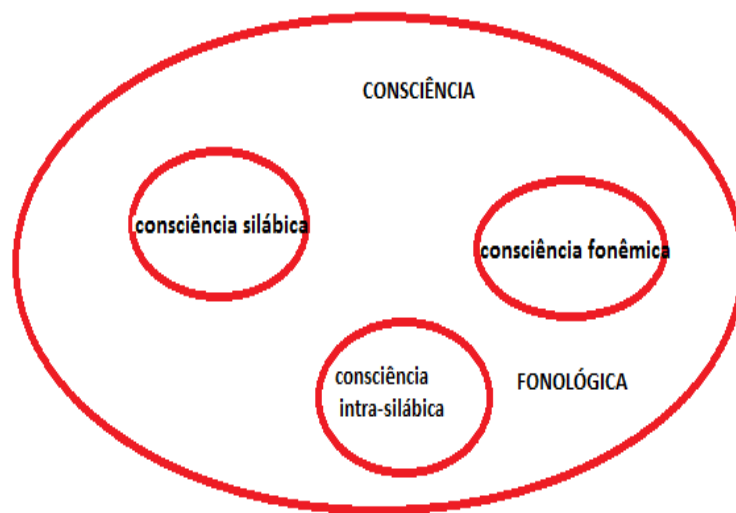 CONSCIÊNCIA
consciência silábica
consciência fonêmica
consciência
intra-silábica
FONOLÓGICA